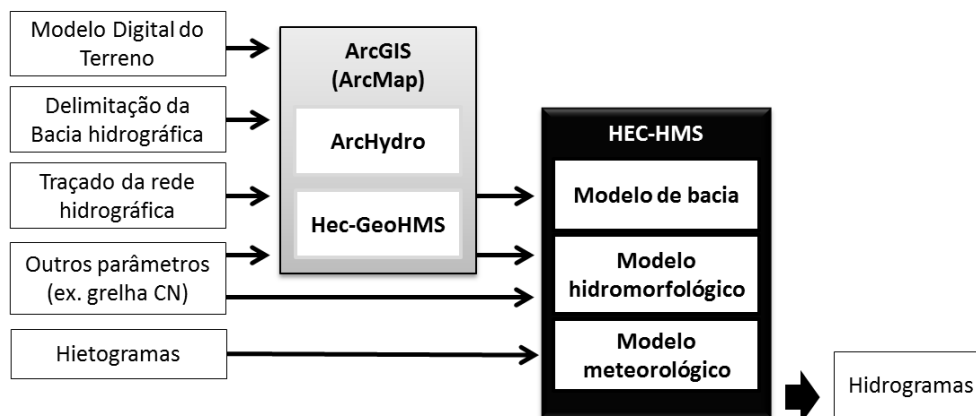 Modelo Digital do
Terreno
Delimitação da
Bacia hidrográfica
Traçado da rede
hidrográfica
Outros parâmetros
(ex. grelha CN)
Hietogramas
ArcGIS
(ArcMap)
ArcHydro
Hec-GeoHMS
HEC-HMS
Modelo de bacia
Modelo
hidromorfológico
Modelo
meteorológico
Hidrogramas